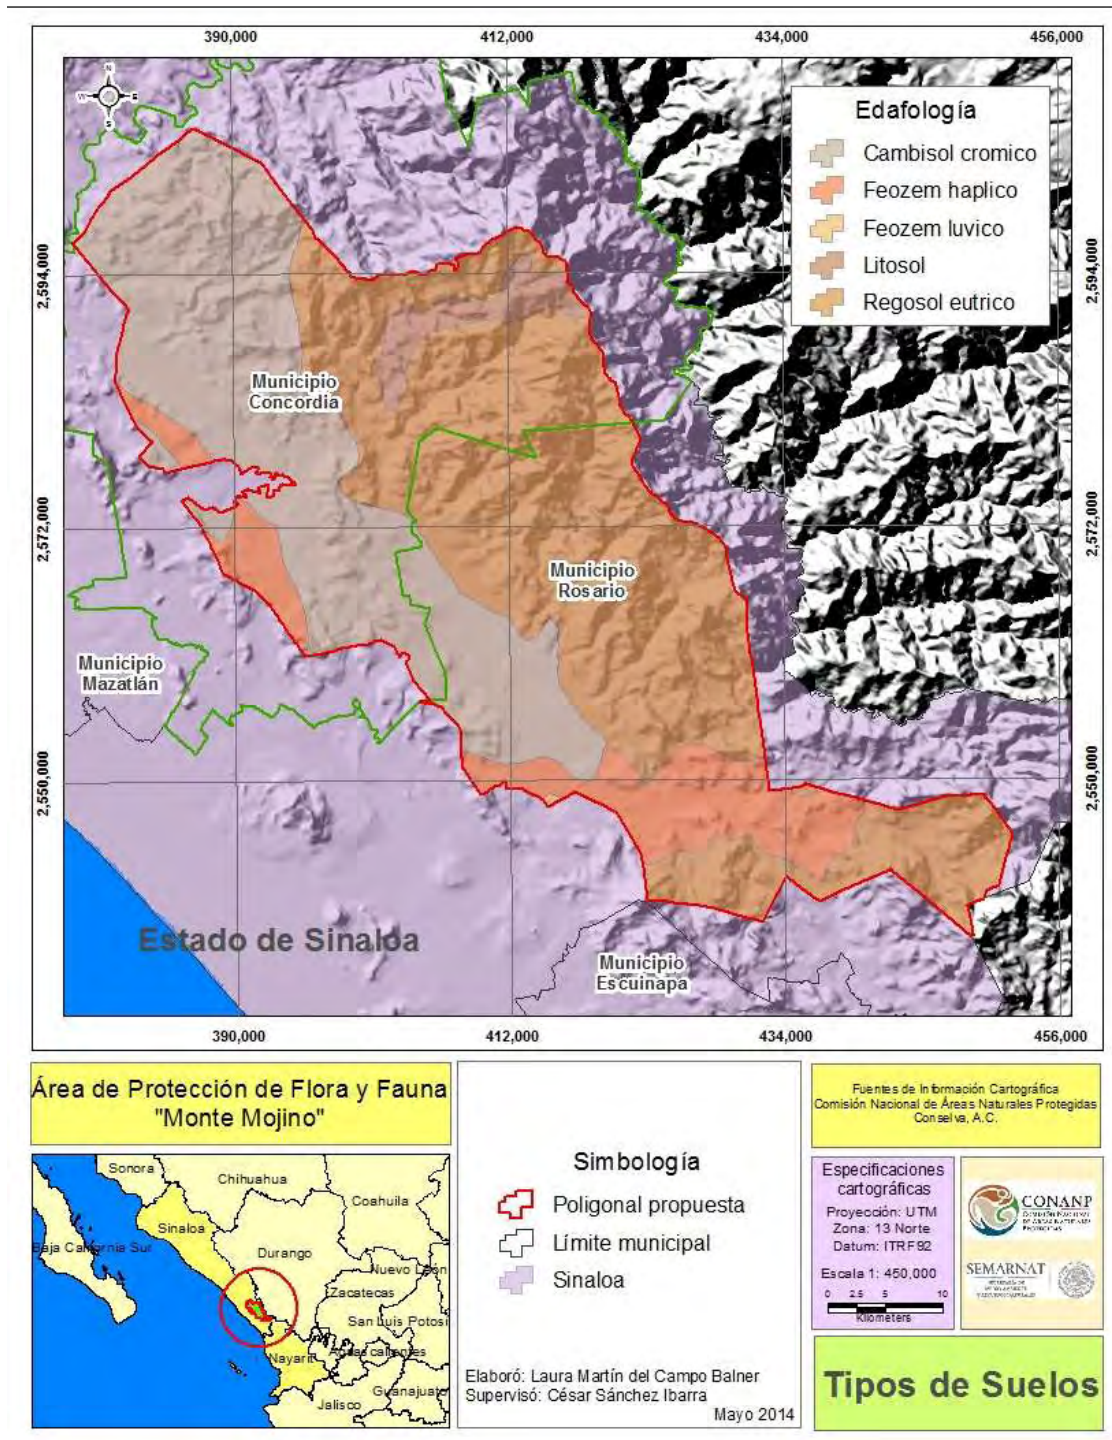 390,000 412,000 434,000 456,000
N
W E
S
Edafología
Cambisol cromico
Feozem haplico
Feozem luvico
Litosol
Regosol eutrico
2,594,000 2,594,000
2,572,000 2,572,000
2,550,000 2,550,000
Municipio
Concordia
Municipio
Rosario
Municipio
Mazatlán
Estado de Sinaloa
Municipio
Escuinapa
390,000 412,000 434,000 456,000
Área de Protección de Flora y Fauna
"Monte Mojino"
Sonora
Chihuahua
Coahuila
Sinaloa
Baja California Sur
Durango
Nuevo León
Zacatecas
San Luis Potosí
Nayarit
Aguascalientes
Guanajuato
Jalisco
Simbología
Poligonal propuesta
Límite municipal
Sinaloa
Elaboró: Laura Martín del Campo Balner
Supervisó: César Sánchez Ibarra
Mayo 2014
Fuentes de Información Cartográfica
Comisión Nacional de Áreas Naturales Protegidas
Conselva, A.C.
Especificaciones
cartográficas
Proyección: UTM
Zona: 13 Norte
Datum: ITRF92
Escala 1: 450,000
0 2.5 5 10
Kilometers
CONANP
COMISIÓN NACIONAL
DE ÁREAS NATURALES
PROTEGIDAS
SEMARNAT
Tipos de Suelos